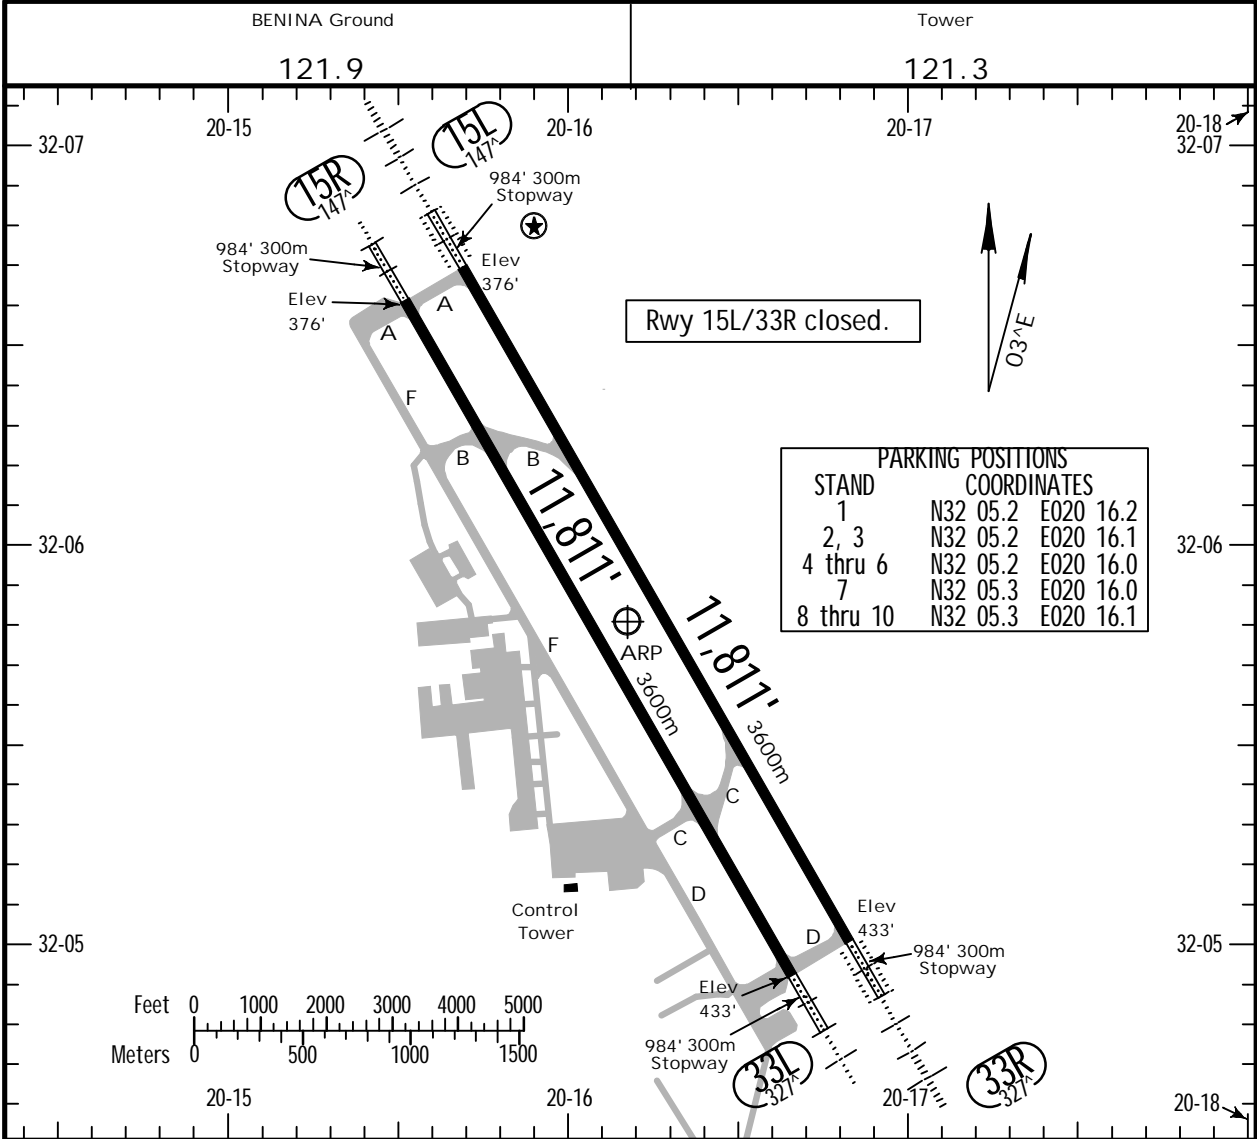 BENINA Ground
121.9
Tower
121.3
20-15
20-16
20-17
20-18
32-07
32-07
15L
147^
15R
147^
984' 300m
Stopway
984' 300m
Stopway
Elev
376'
Elev
376'
A
A
Rwy 15L/33R closed.
03^E
F
B
B
11,811'
PARKING POSITIONS
STAND COORDINATES
1 N32 05.2 E020 16.2
2, 3 N32 05.2 E020 16.1
4 thru 6 N32 05.2 E020 16.0
7 N32 05.3 E020 16.0
8 thru 10 N32 05.3 E020 16.1
32-06
32-06
ARP
F
3600m
11,811'
3600m
C
C
D
D
Control
Tower
Elev
433'
984' 300m
Stopway
32-05
32-05
Elev
433'
984' 300m
Stopway
Feet 0 1000 2000 3000 4000 5000
Meters 0 500 1000 1500
33L
327^
33R
327^
20-15
20-16
20-17
20-18